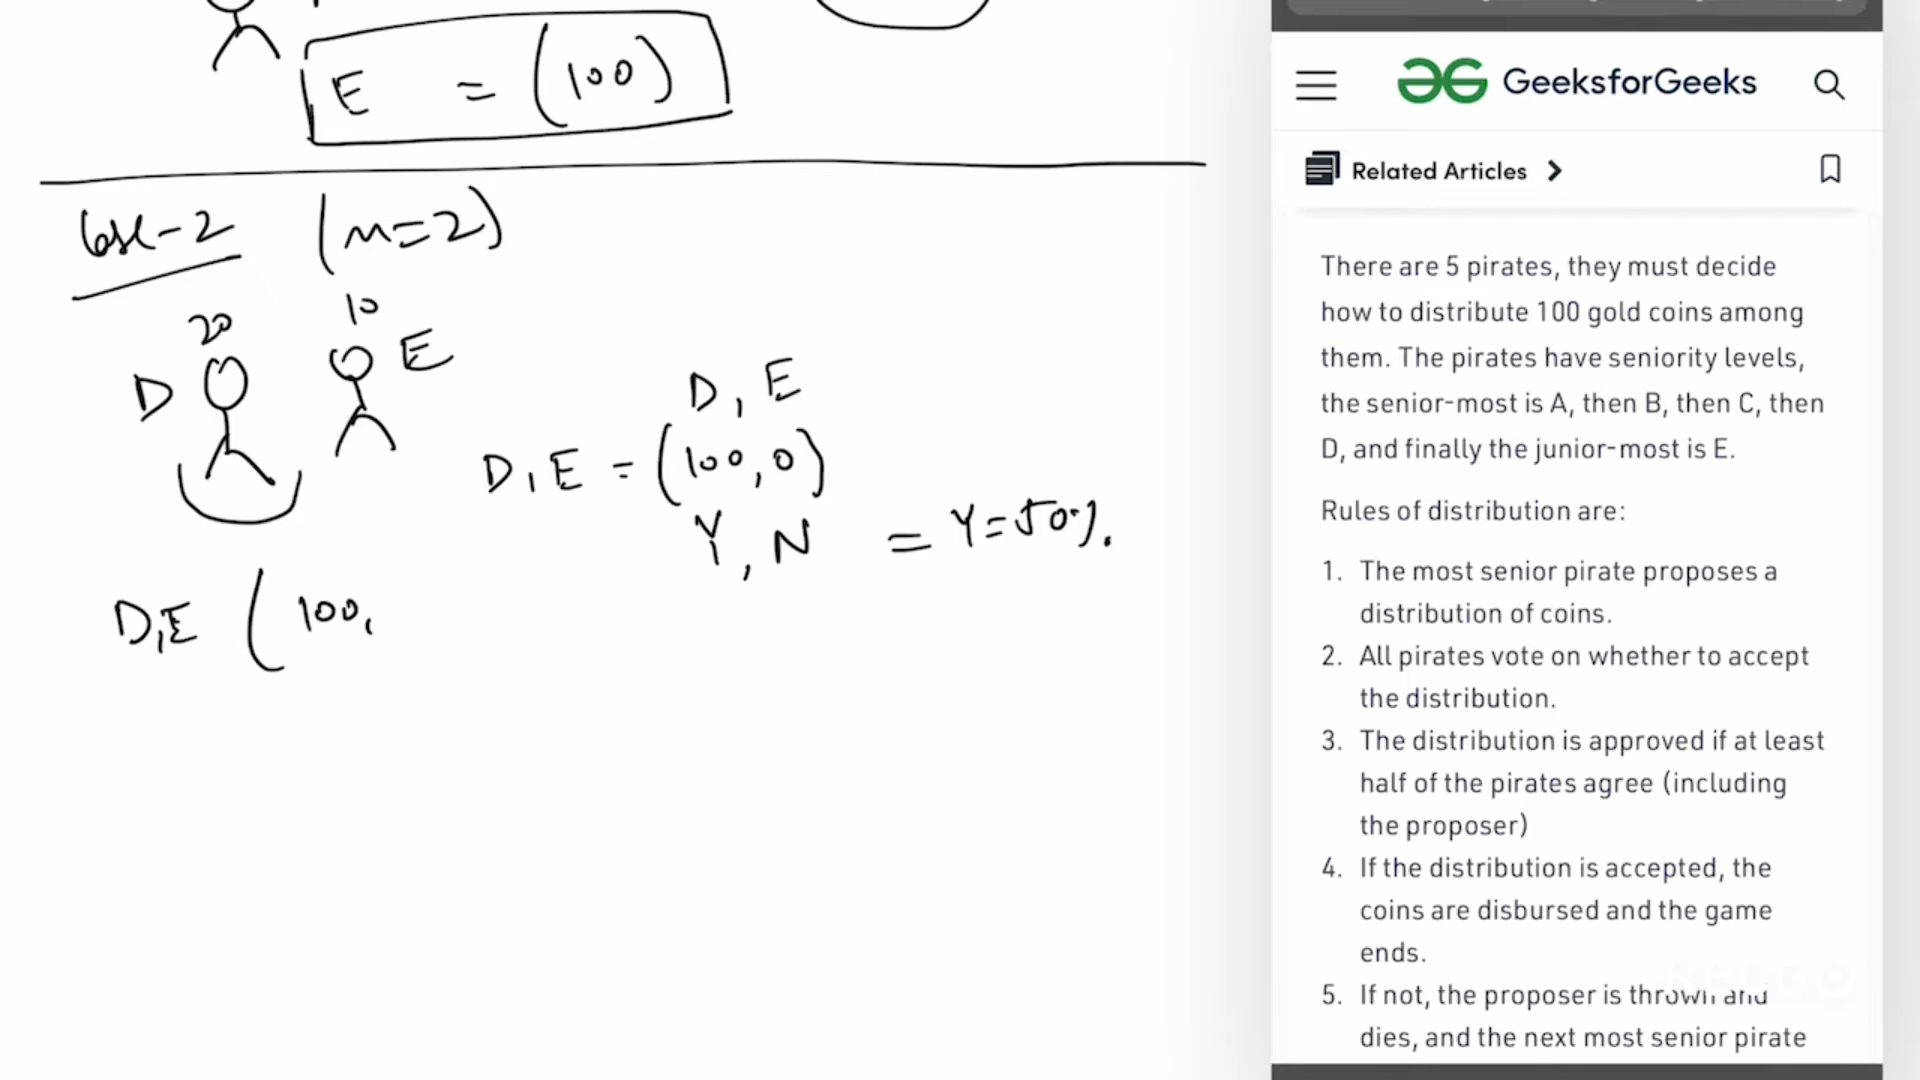 E = (100)
Case-2 (n=2)
20 10
D E
D, E
D, E = (100, 0)
Y, N = Y=50%.
D,E (100,
GeeksforGeeks
Related Articles
There are 5 pirates, they must decide
how to distribute 100 gold coins among
them. The pirates have seniority levels,
the senior-most is A, then B, then C, then
D, and finally the junior-most is E.
Rules of distribution are:
1. The most senior pirate proposes a
distribution of coins.
2. All pirates vote on whether to accept
the distribution.
3. The distribution is approved if at least
half of the pirates agree (including
the proposer)
4. If the distribution is accepted, the
coins are disbursed and the game
ends.
5. If not, the proposer is thrown and
dies, and the next most senior pirate